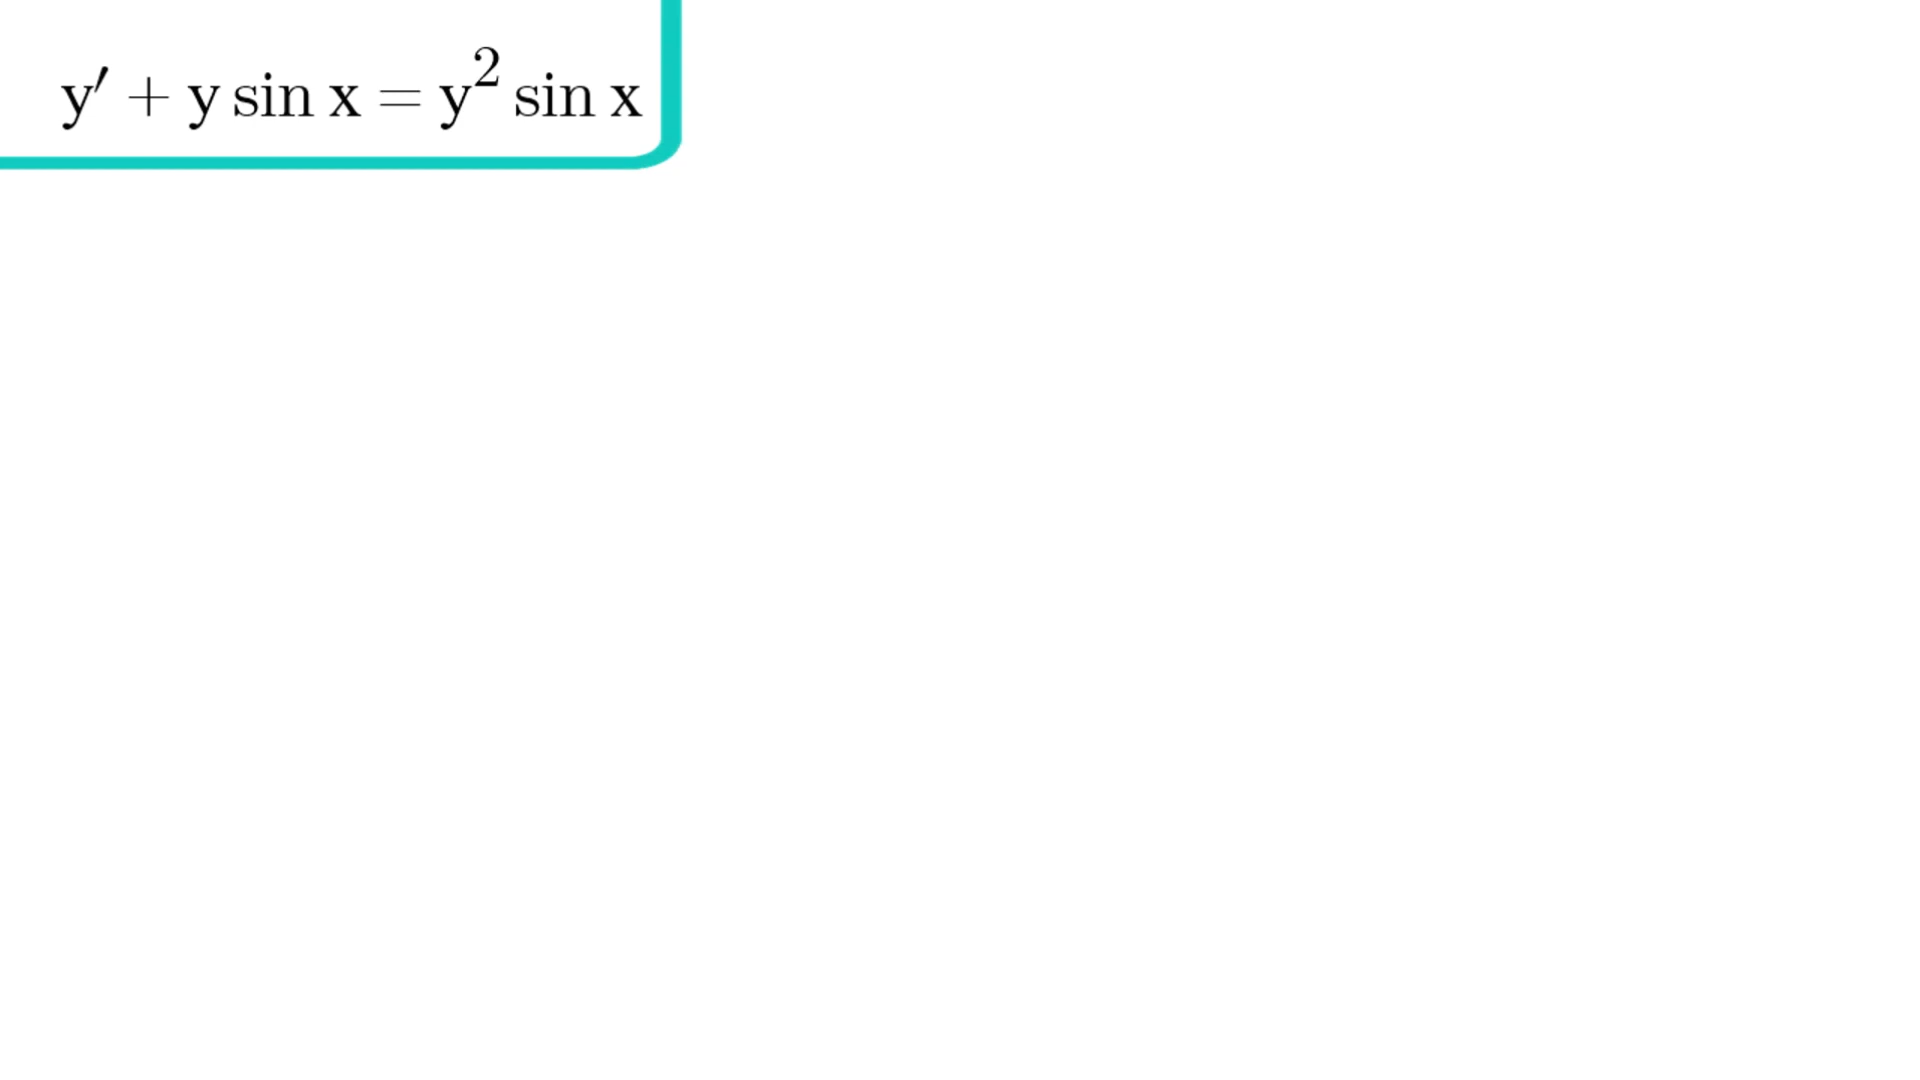 y′ + y sin x = y² sin x